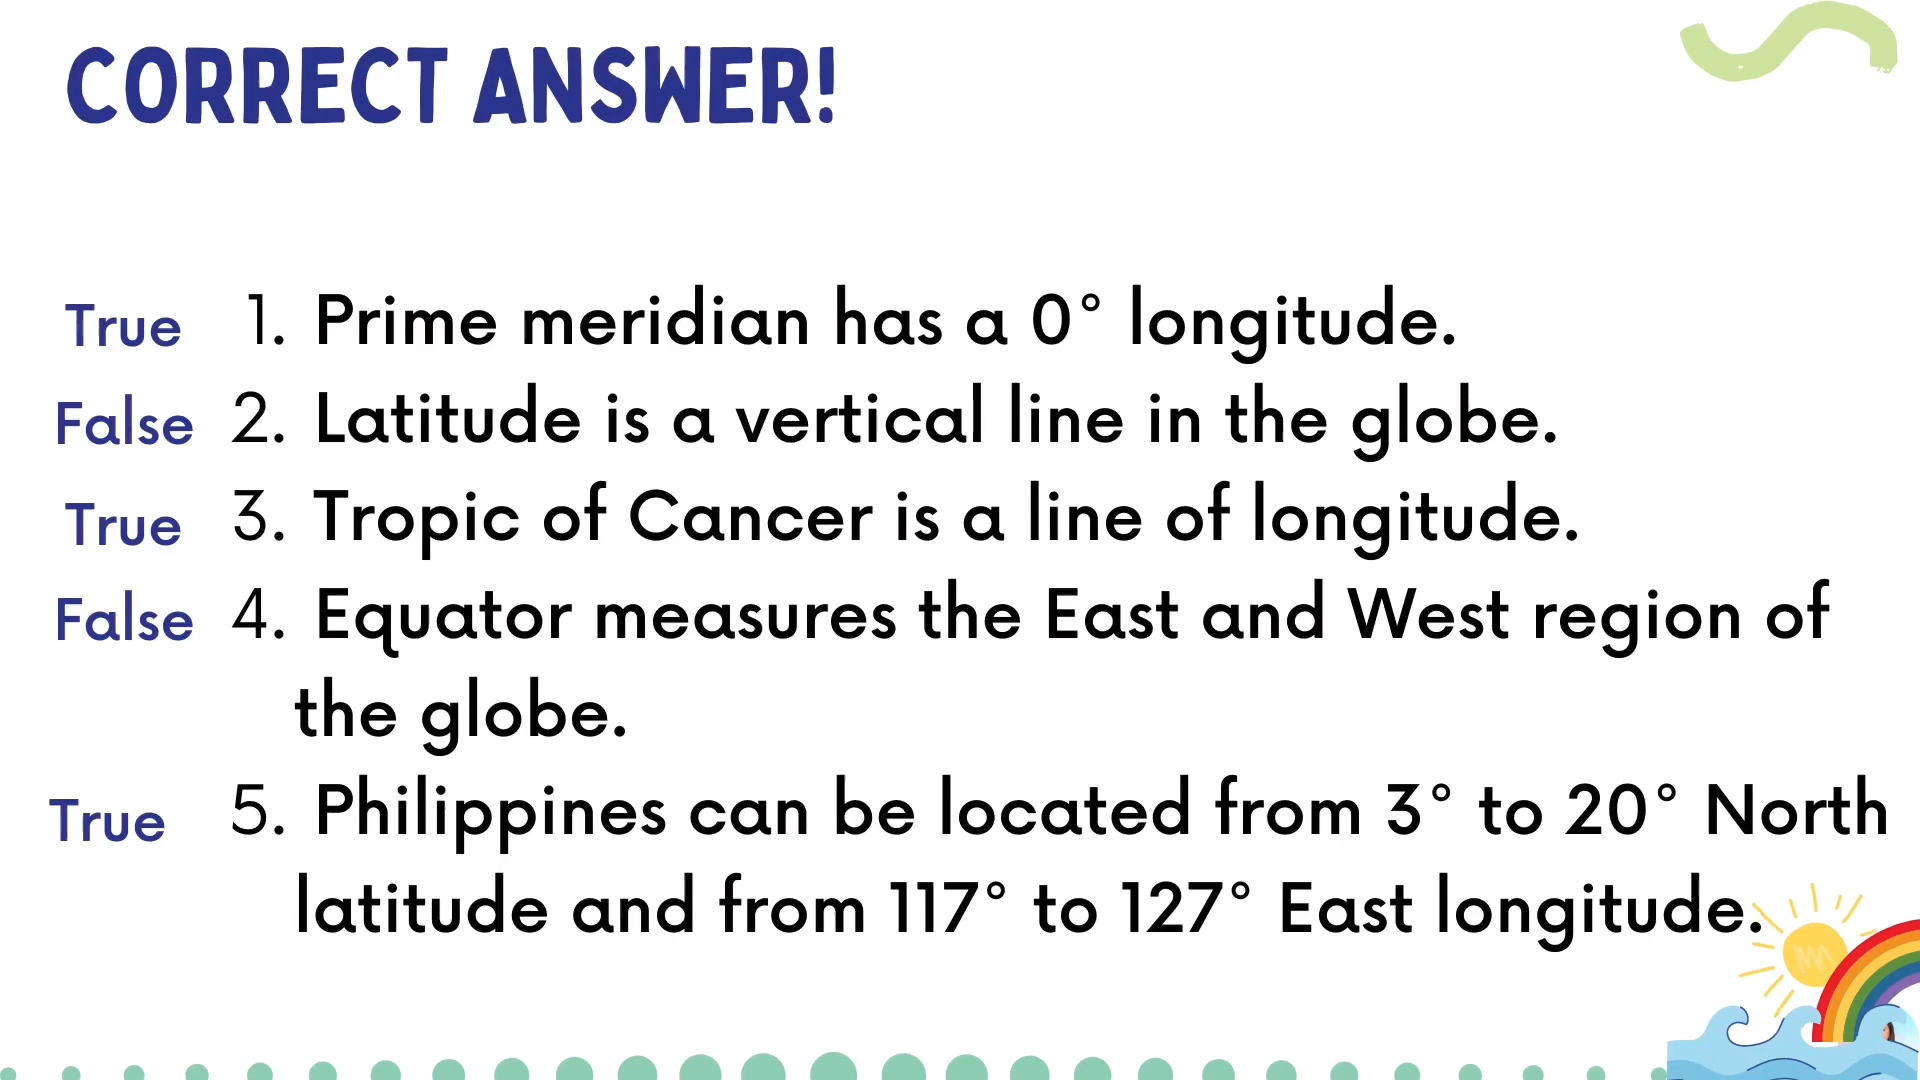 CORRECT ANSWER!
True 1. Prime meridian has a 0° longitude.
False 2. Latitude is a vertical line in the globe.
True 3. Tropic of Cancer is a line of longitude.
False 4. Equator measures the East and West region of
the globe.
True 5. Philippines can be located from 3° to 20° North
latitude and from 117° to 127° East longitude.